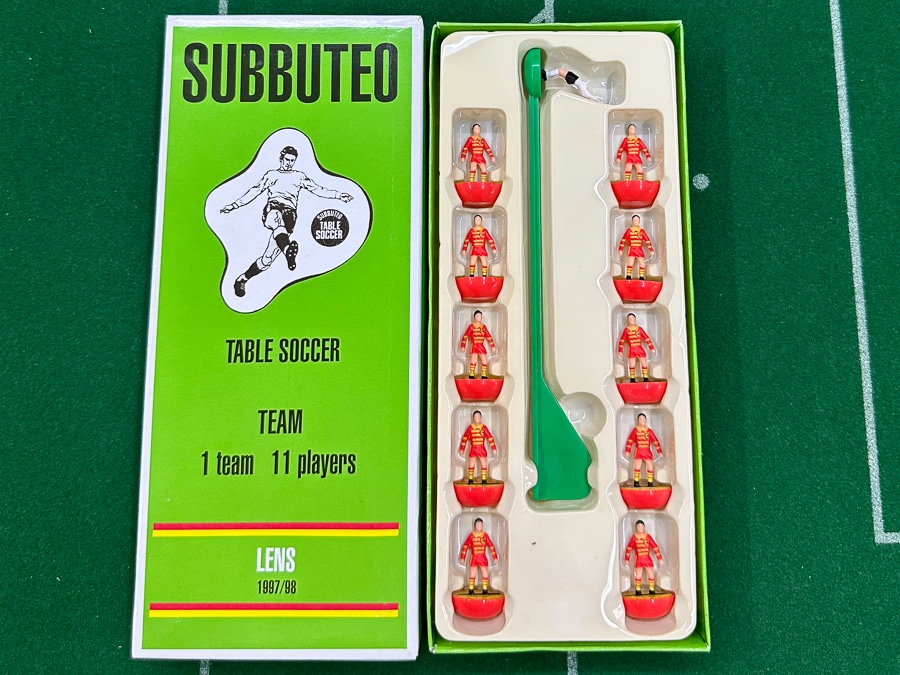 SUBBUTEO
SUBBUTEO
TABLE
SOCCER
TABLE SOCCER
TEAM
1 team 11 players
LENS
1997/98